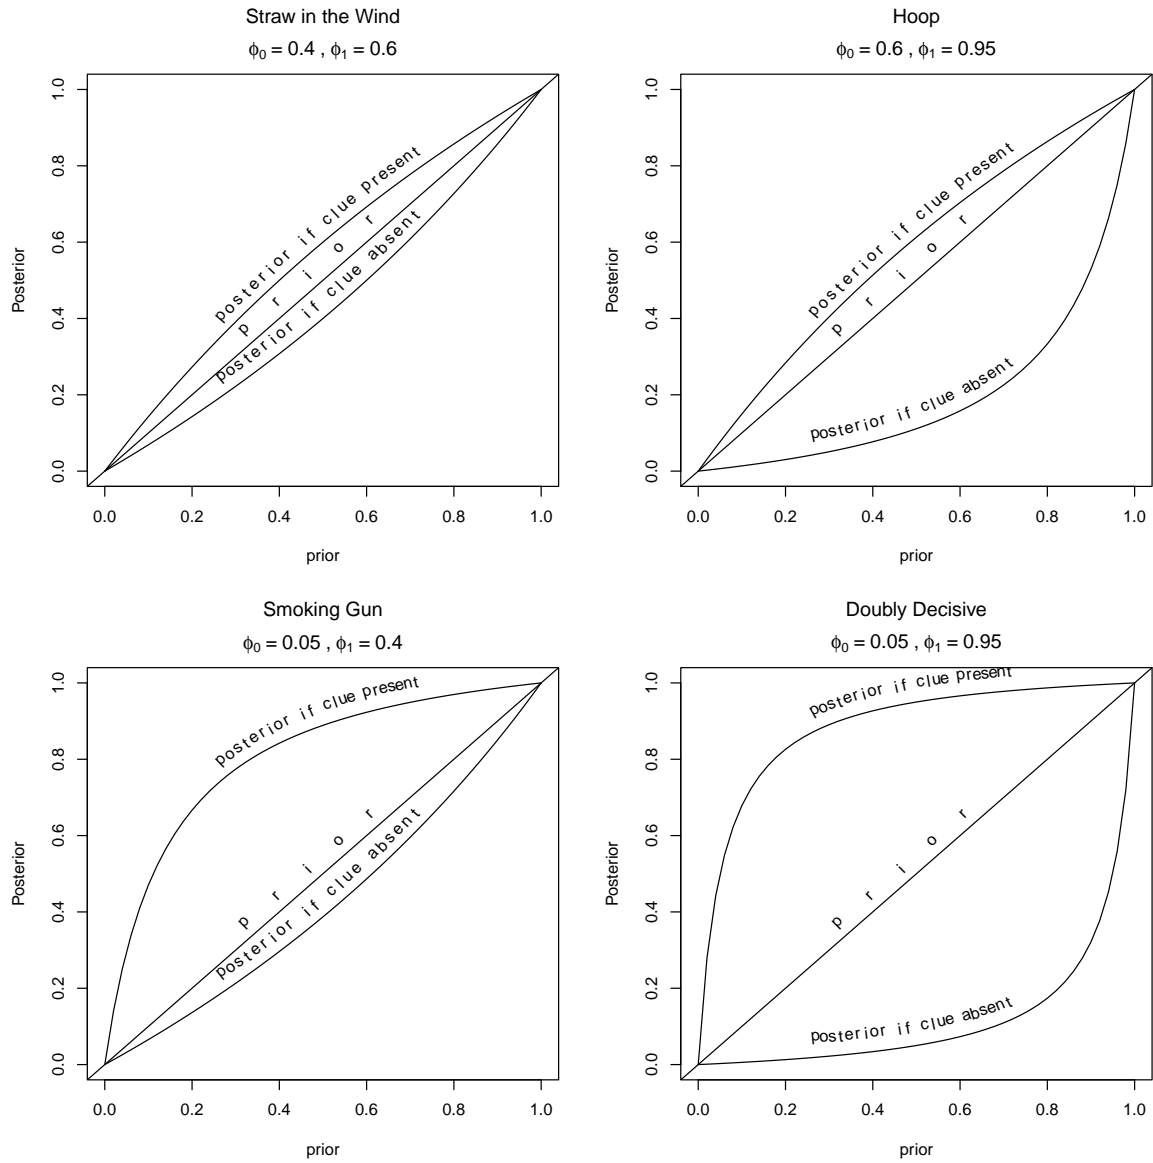 Straw in the Wind
ϕ0 = 0.4 , ϕ1 = 0.6
Posterior
1.0
0.8
0.6
0.4
0.2
0.0
posterior if clue present
prior
posterior if clue absent
0.0 0.2 0.4 0.6 0.8 1.0
prior
Hoop
ϕ0 = 0.6 , ϕ1 = 0.95
Posterior
1.0
0.8
0.6
0.4
0.2
0.0
posterior if clue present
prior
posterior if clue absent
0.0 0.2 0.4 0.6 0.8 1.0
prior
Smoking Gun
ϕ0 = 0.05 , ϕ1 = 0.4
Posterior
1.0
0.8
0.6
0.4
0.2
0.0
posterior if clue present
prior
posterior if clue absent
0.0 0.2 0.4 0.6 0.8 1.0
prior
Doubly Decisive
ϕ0 = 0.05 , ϕ1 = 0.95
Posterior
1.0
0.8
0.6
0.4
0.2
0.0
posterior if clue present
prior
posterior if clue absent
0.0 0.2 0.4 0.6 0.8 1.0
prior